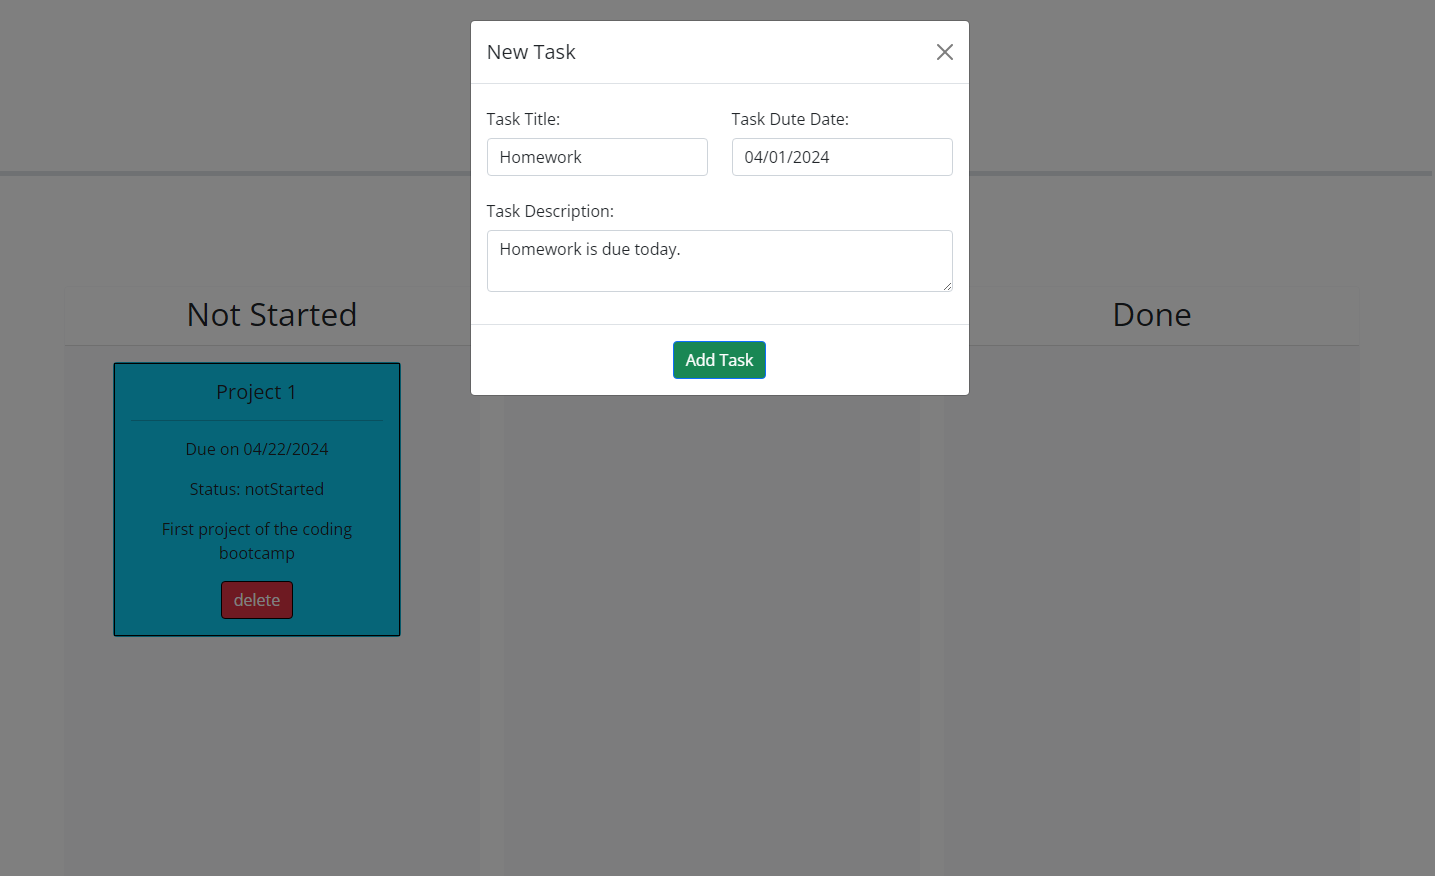 New Task
Task Title:
Task Dute Date:
Homework
04/01/2024
Task Description:
Homework is due today.
Add Task
Not Started
Done
Project 1
Due on 04/22/2024
Status: notStarted
First project of the coding
bootcamp
delete